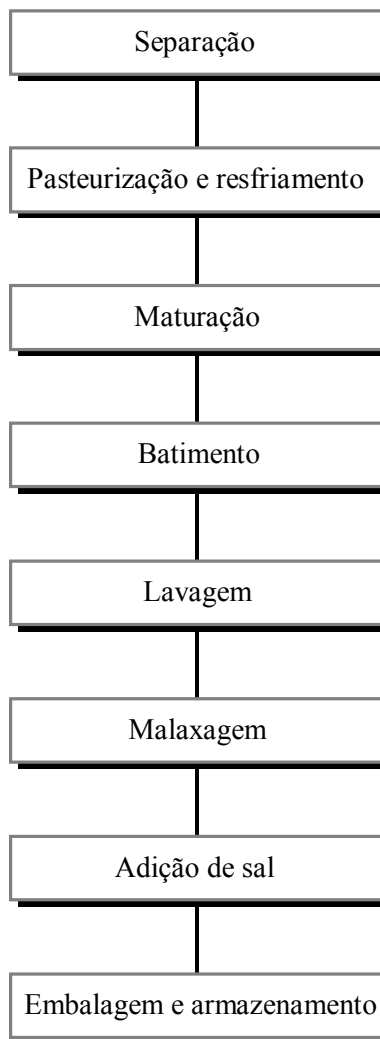 Separação
Pasteurização e resfriamento
Maturação
Batimento
Lavagem
Malaxagem
Adição de sal
Embalagem e armazenamento